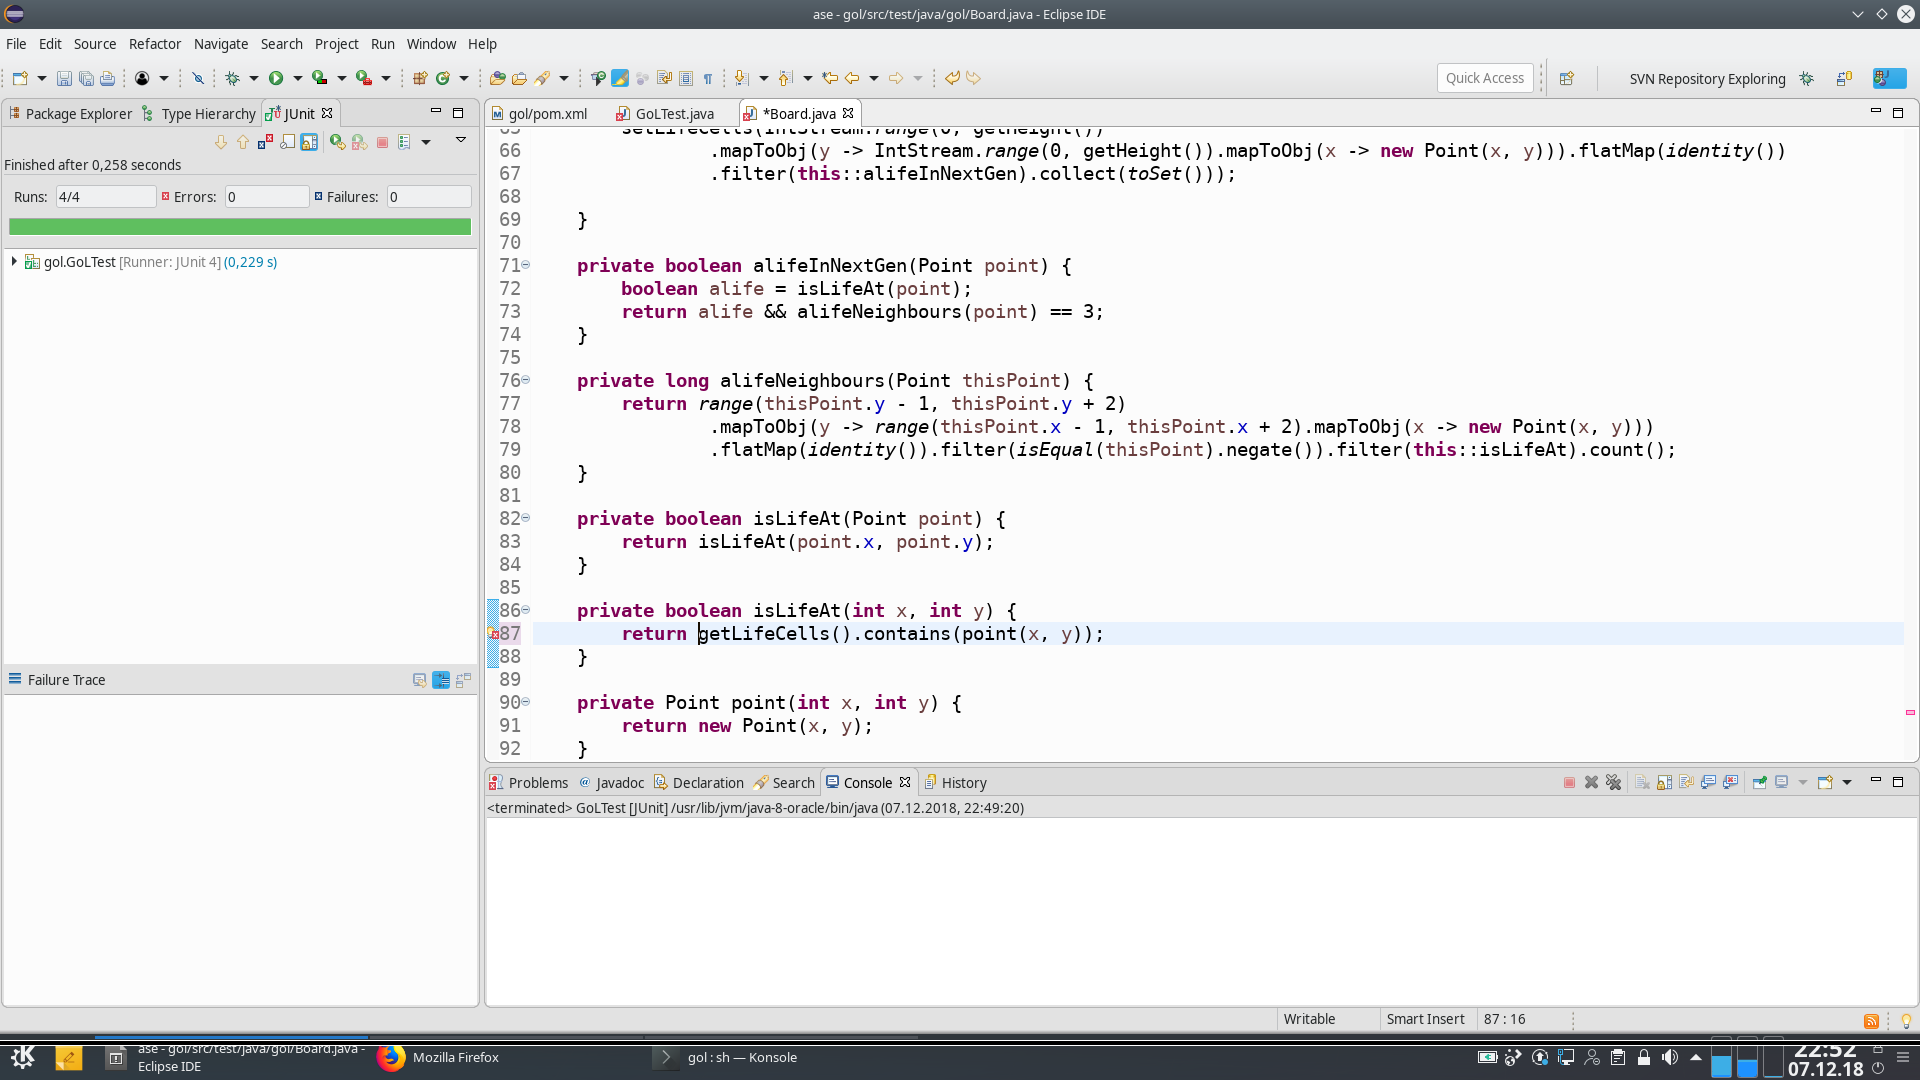 ase - gol/src/test/java/gol/Board.java - Eclipse IDE
File Edit Source Refactor Navigate Search Project Run Window Help
Quick Access
SVN Repository Exploring
Package Explorer Type Hierarchy JUnit
gol/pom.xml GoLTest.java *Board.java
Finished after 0,258 seconds
Runs: 4/4 Errors: 0 Failures: 0
gol.GoLTest [Runner: JUnit 4] (0,229 s)
Failure Trace
65 setLifeCells(IntStream.range(0, getHeight())
66 .mapToObj(y -> IntStream.range(0, getHeight()).mapToObj(x -> new Point(x, y))).flatMap(identity())
67 .filter(this::alifeInNextGen).collect(toSet()));
68
69 }
70
71 private boolean alifeInNextGen(Point point) {
72 boolean alife = isLifeAt(point);
73 return alife && alifeNeighbours(point) == 3;
74 }
75
76 private long alifeNeighbours(Point thisPoint) {
77 return range(thisPoint.y - 1, thisPoint.y + 2)
78 .mapToObj(y -> range(thisPoint.x - 1, thisPoint.x + 2).mapToObj(x -> new Point(x, y)))
79 .flatMap(identity()).filter(isEqual(thisPoint).negate()).filter(this::isLifeAt).count();
80 }
81
82 private boolean isLifeAt(Point point) {
83 return isLifeAt(point.x, point.y);
84 }
85
86 private boolean isLifeAt(int x, int y) {
87 return getLifeCells().contains(point(x, y));
88 }
89
90 private Point point(int x, int y) {
91 return new Point(x, y);
92 }
Problems Javadoc Declaration Search Console History
<terminated> GoLTest [JUnit] /usr/lib/jvm/java-8-oracle/bin/java (07.12.2018, 22:49:20)
Writable Smart Insert 87 : 16
ase - gol/src/test/java/gol/Board.java - Eclipse IDE
Mozilla Firefox
gol : sh — Konsole
22:52
07.12.18